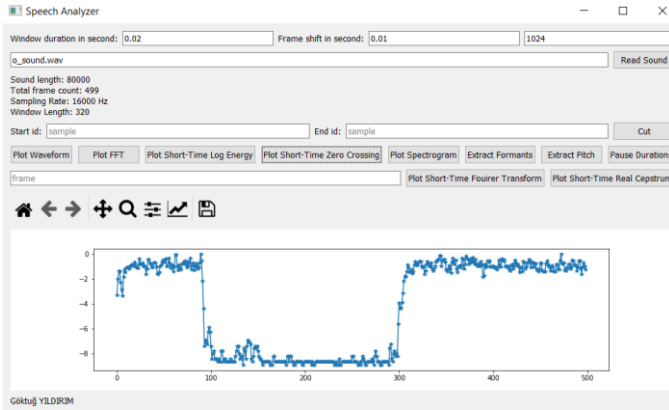 Speech Analyzer
Window duration in second: 0.02 Frame shift in second: 0.01 1024
o_sound.wav Read Sound
Sound length: 80000
Total frame count: 499
Sampling Rate: 16000 Hz
Window Length: 320
Start id: sample End id: sample Cut
Plot Waveform Plot FFT Plot Short-Time Log Energy Plot Short-Time Zero Crossing Plot Spectrogram Extract Formants Extract Pitch Pause Duration
frame Plot Short-Time Fouirer Transform Plot Short-Time Real Cepstrum
0
−2
−4
−6
−8
0 100 200 300 400 500
Göktuğ YILDIRIM